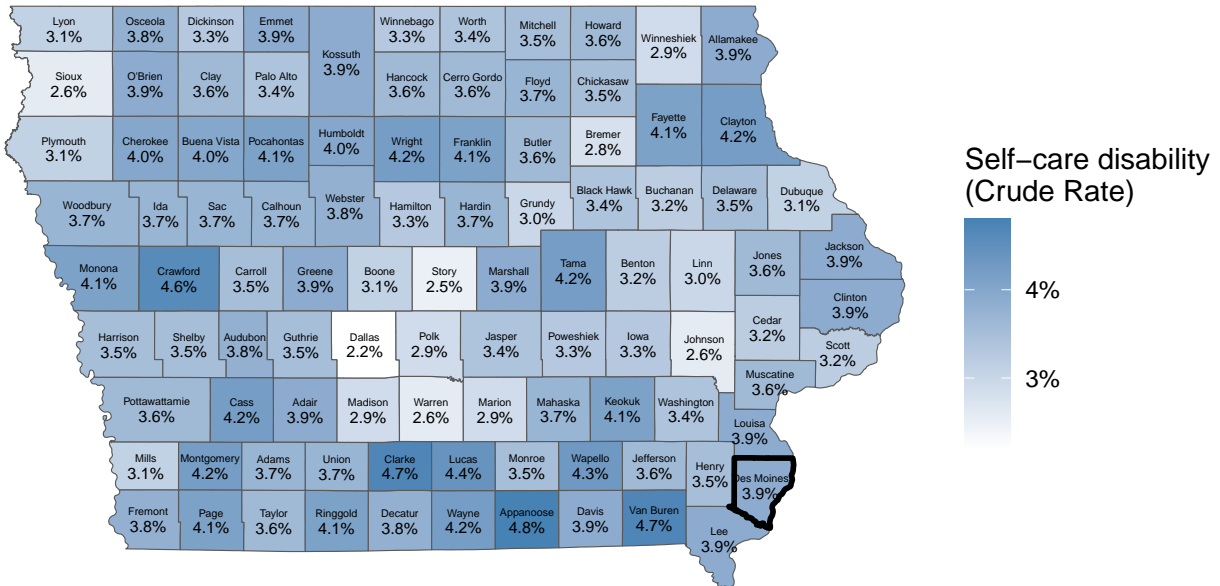 Lyon
3.1%
Osceola
3.8%
Dickinson
3.3%
Emmet
3.9%
Kossuth
3.9%
Winnebago
3.3%
Worth
3.4%
Mitchell
3.5%
Howard
3.6%
Winneshiek
2.9%
Allamakee
3.9%
Sioux
2.6%
O'Brien
3.9%
Clay
3.6%
Palo Alto
3.4%
Hancock
3.6%
Cerro Gordo
3.6%
Floyd
3.7%
Chickasaw
3.5%
Fayette
4.1%
Clayton
4.2%
Plymouth
3.1%
Cherokee
4.0%
Buena Vista
4.0%
Pocahontas
4.1%
Humboldt
4.0%
Wright
4.2%
Franklin
4.1%
Butler
3.6%
Bremer
2.8%
Woodbury
3.7%
Ida
3.7%
Sac
3.7%
Calhoun
3.7%
Webster
3.8%
Hamilton
3.3%
Hardin
3.7%
Grundy
3.0%
Black Hawk
3.4%
Buchanan
3.2%
Delaware
3.5%
Dubuque
3.1%
Monona
4.1%
Crawford
4.6%
Carroll
3.5%
Greene
3.9%
Boone
3.1%
Story
2.5%
Marshall
3.9%
Tama
4.2%
Benton
3.2%
Linn
3.0%
Jones
3.6%
Jackson
3.9%
Clinton
3.9%
Harrison
3.5%
Shelby
3.5%
Audubon
3.8%
Guthrie
3.5%
Dallas
2.2%
Polk
2.9%
Jasper
3.4%
Poweshiek
3.3%
Iowa
3.3%
Johnson
2.6%
Cedar
3.2%
Scott
3.2%
Muscatine
3.6%
Pottawattamie
3.6%
Cass
4.2%
Adair
3.9%
Madison
2.9%
Warren
2.6%
Marion
2.9%
Mahaska
3.7%
Keokuk
4.1%
Washington
3.4%
Louisa
3.9%
Mills
3.1%
Montgomery
4.2%
Adams
3.7%
Union
3.7%
Clarke
4.7%
Lucas
4.4%
Monroe
3.5%
Wapello
4.3%
Jefferson
3.6%
Henry
3.5%
Des Moines
3.9%
Fremont
3.8%
Page
4.1%
Taylor
3.6%
Ringgold
4.1%
Decatur
3.8%
Wayne
4.2%
Appanoose
4.8%
Davis
3.9%
Van Buren
4.7%
Lee
3.9%
Self−care disability
(Crude Rate)
4%
3%